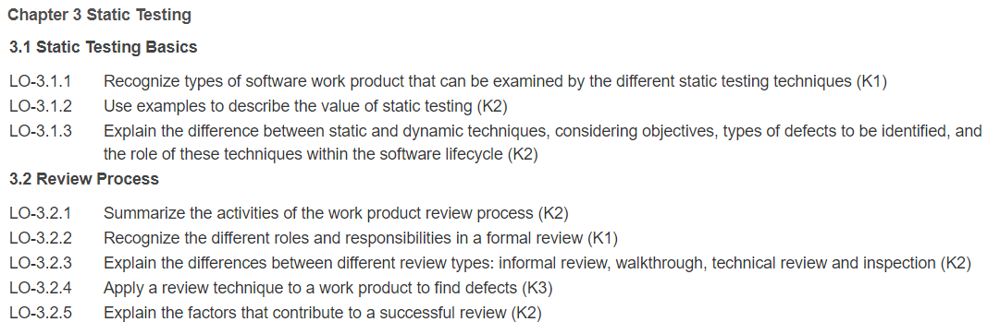 Chapter 3 Static Testing
3.1 Static Testing Basics
LO-3.1.1 Recognize types of software work product that can be examined by the different static testing techniques (K1)
LO-3.1.2 Use examples to describe the value of static testing (K2)
LO-3.1.3 Explain the difference between static and dynamic techniques, considering objectives, types of defects to be identified, and
the role of these techniques within the software lifecycle (K2)
3.2 Review Process
LO-3.2.1 Summarize the activities of the work product review process (K2)
LO-3.2.2 Recognize the different roles and responsibilities in a formal review (K1)
LO-3.2.3 Explain the differences between different review types: informal review, walkthrough, technical review and inspection (K2)
LO-3.2.4 Apply a review technique to a work product to find defects (K3)
LO-3.2.5 Explain the factors that contribute to a successful review (K2)